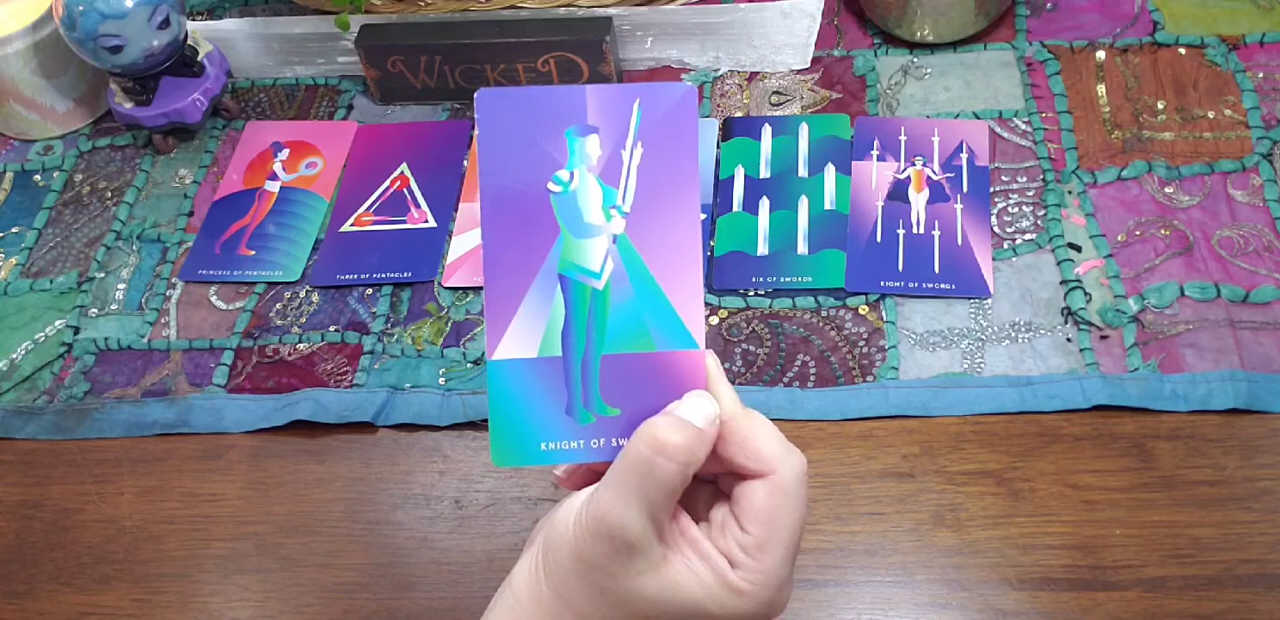 WICKED
PRINCESS OF PENTACLES
THREE OF PENTACLES
SIX OF SWORDS
EIGHT OF SWORDS
KNIGHT OF SW